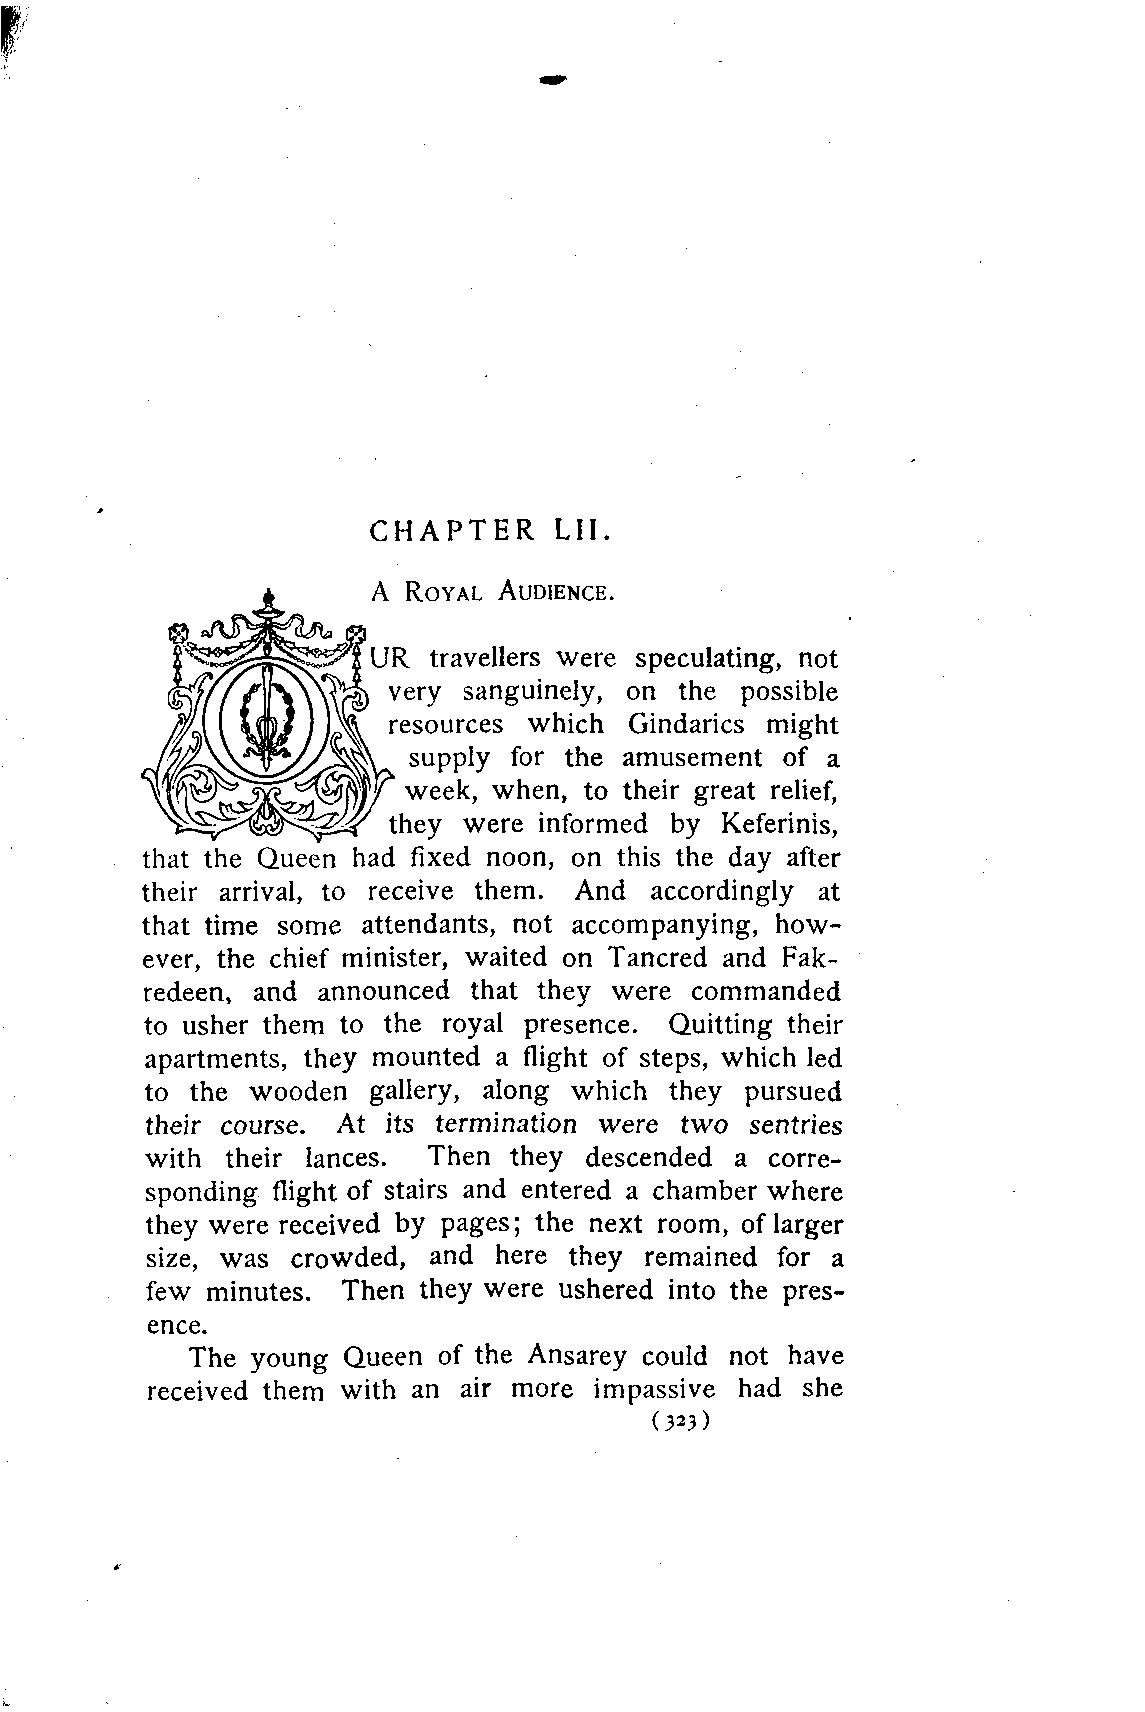 CHAPTER LII.
A ROYAL AUDIENCE.
OUR travellers were speculating, not
very sanguinely, on the possible
resources which Gindarics might
supply for the amusement of a
week, when, to their great relief,
they were informed by Keferinis,
that the Queen had fixed noon, on this the day after
their arrival, to receive them. And accordingly at
that time some attendants, not accompanying, how-
ever, the chief minister, waited on Tancred and Fak-
redeen, and announced that they were commanded
to usher them to the royal presence. Quitting their
apartments, they mounted a flight of steps, which led
to the wooden gallery, along which they pursued
their course. At its termination were two sentries
with their lances. Then they descended a corre-
sponding flight of stairs and entered a chamber where
they were received by pages; the next room, of larger
size, was crowded, and here they remained for a
few minutes. Then they were ushered into the pres-
ence.
The young Queen of the Ansarey could not have
received them with an air more impassive had she
(323)